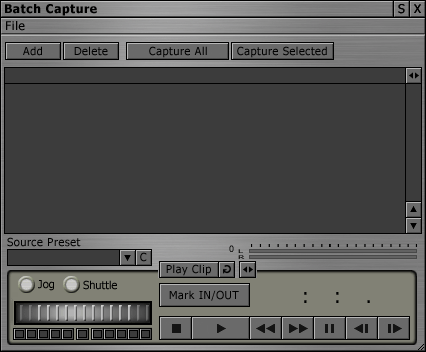 Batch Capture S X
File
Add Delete Capture All Capture Selected
Source Preset
0 L
R
C
Play Clip
Jog Shuttle
Mark IN/OUT : : .